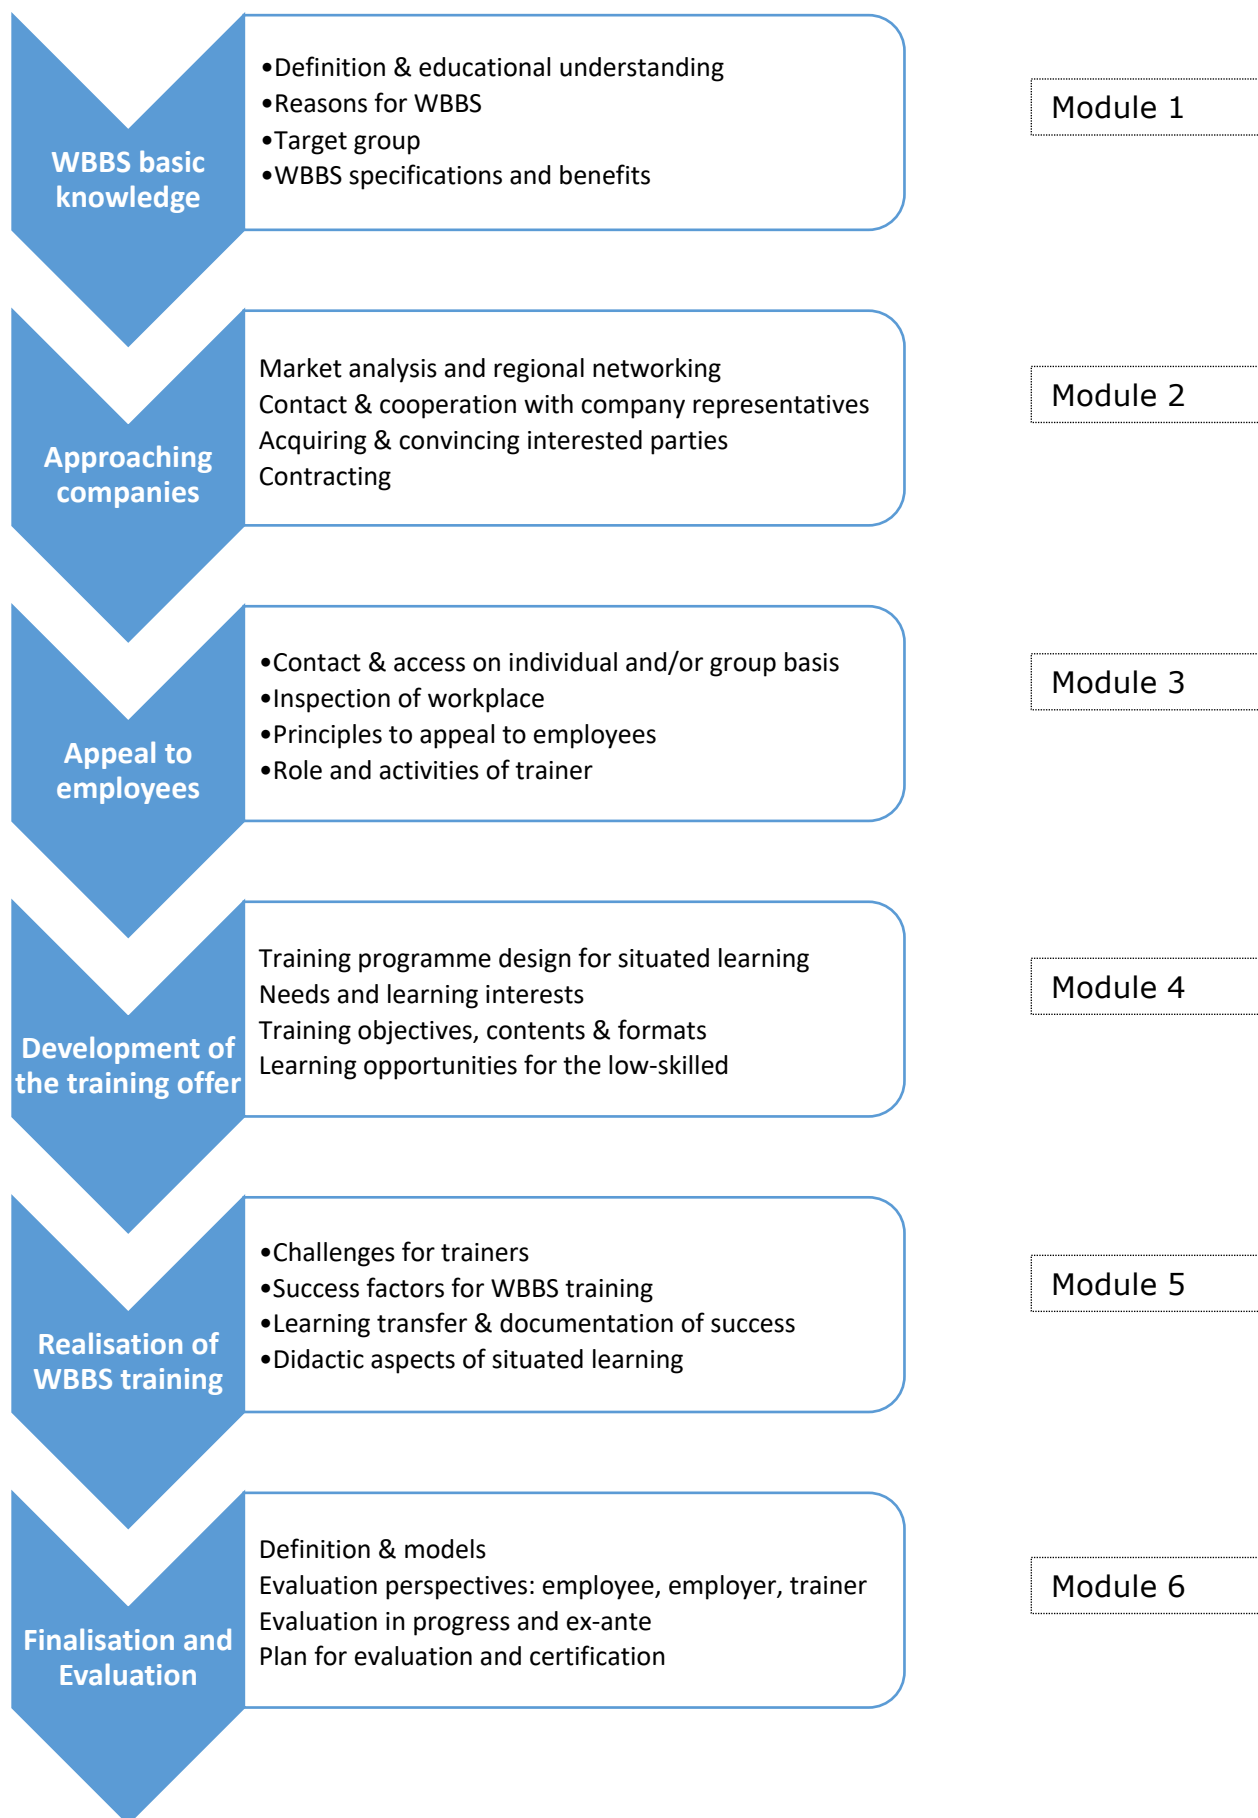 WBBS basic
knowledge
•Definition & educational understanding
•Reasons for WBBS
•Target group
•WBBS specifications and benefits
Module 1
Approaching
companies
Market analysis and regional networking
Contact & cooperation with company representatives
Acquiring & convincing interested parties
Contracting
Module 2
Appeal to
employees
•Contact & access on individual and/or group basis
•Inspection of workplace
•Principles to appeal to employees
•Role and activities of trainer
Module 3
Development of
the training offer
Training programme design for situated learning
Needs and learning interests
Training objectives, contents & formats
Learning opportunities for the low-skilled
Module 4
Realisation of
WBBS training
•Challenges for trainers
•Success factors for WBBS training
•Learning transfer & documentation of success
•Didactic aspects of situated learning
Module 5
Finalisation and
Evaluation
Definition & models
Evaluation perspectives: employee, employer, trainer
Evaluation in progress and ex-ante
Plan for evaluation and certification
Module 6